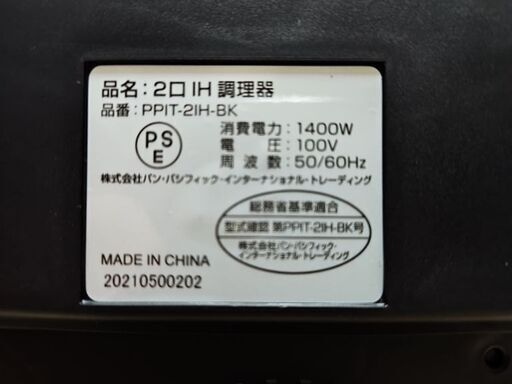 品名:2口IH調理器
品番:PPIT-2IH-BK
PS
E
消費電力:1400W
電圧:100V
周波数:50/60Hz
株式会社パン・パシフィック・インターナショナル・トレーディング
総務省基準適合
型式確認 第PPIT-2IH-BK号
株式会社パン・パシフィック・
インターナショナル・トレーディング
MADE IN CHINA
20210500202